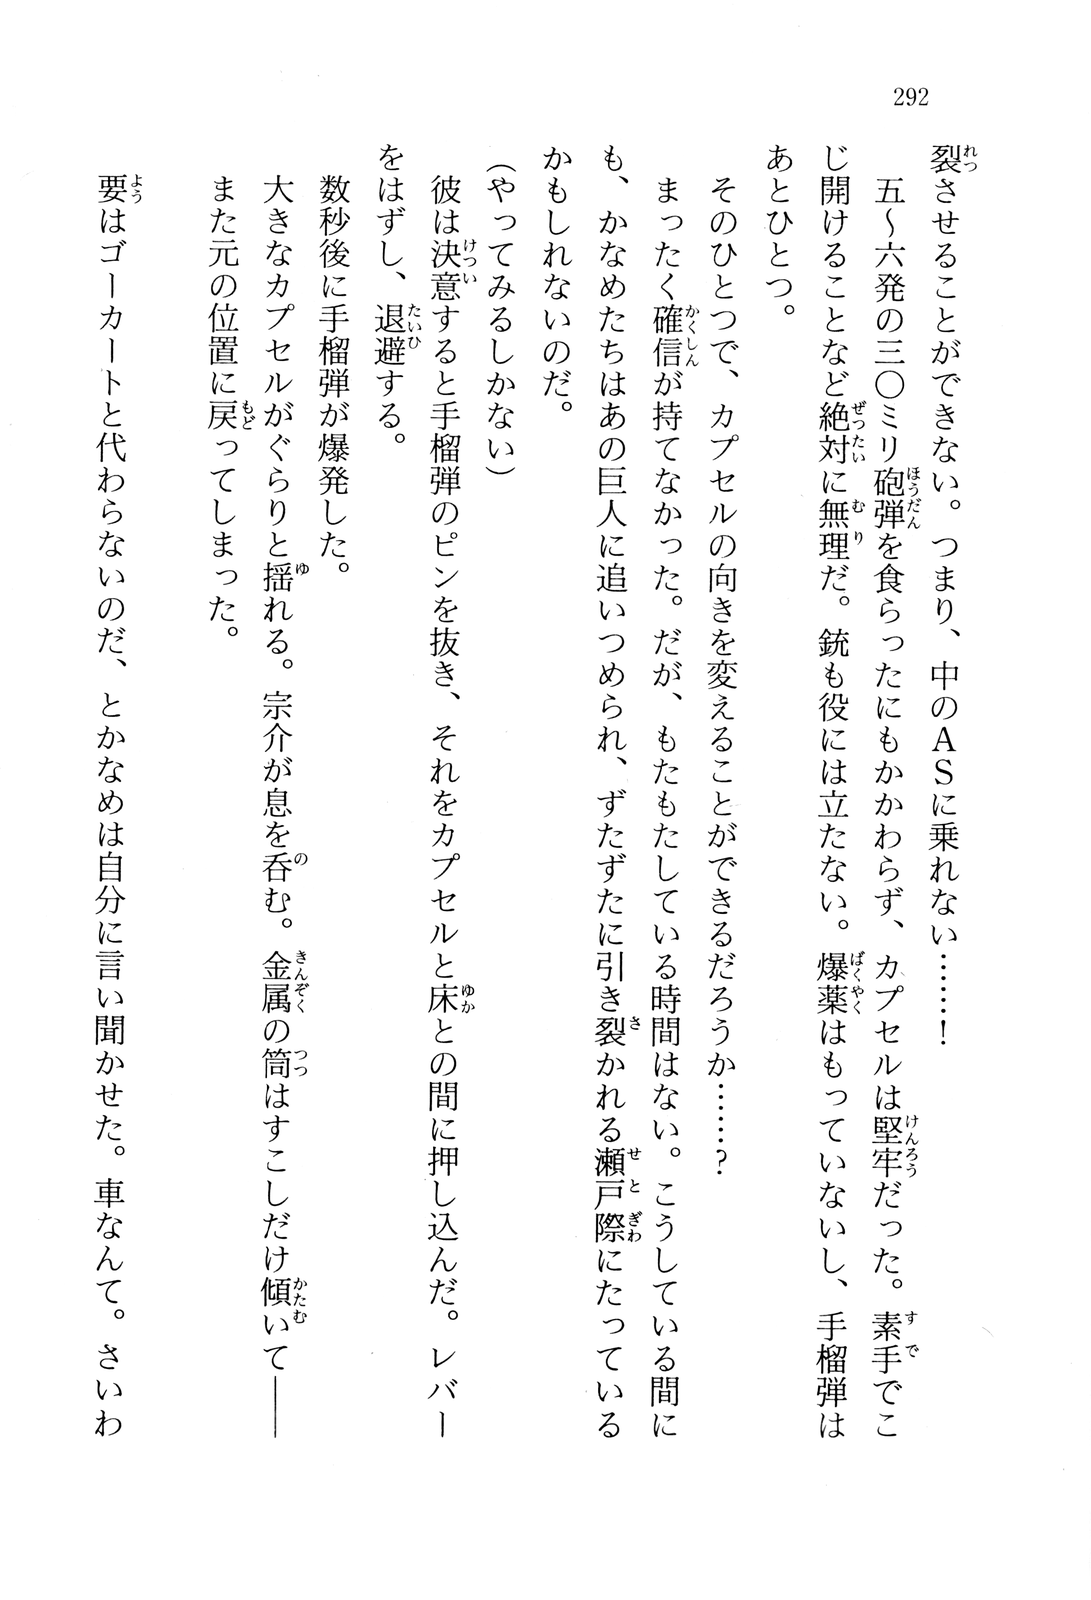 292
裂させることができない。つまり、中のASに乗れない……！
五〜六発の三〇ミリ砲弾を食らったにもかかわらず、カプセルは堅牢だった。素手でこ
じ開けることなど絶対に無理だ。銃も役には立たない。爆薬はもっていないし、手榴弾は
あとひとつ。
そのひとつで、カプセルの向きを変えることができるだろうか……？
まったく確信が持てなかった。だが、もたもたしている時間はない。こうしている間に
も、かなめたちはあの巨人に追いつめられ、ずたずたに引き裂かれる瀬戸際にたっている
かもしれないのだ。
（やってみるしかない）
彼は決意すると手榴弾のピンを抜き、それをカプセルと床との間に押し込んだ。レバー
をはずし、退避する。
数秒後に手榴弾が爆発した。
大きなカプセルがぐらりと揺れる。宗介が息を呑む。金属の筒はすこしだけ傾いて――
また元の位置に戻ってしまった。
要はゴーカートと代わらないのだ、とかなめは自分に言い聞かせた。車なんて。さいわ